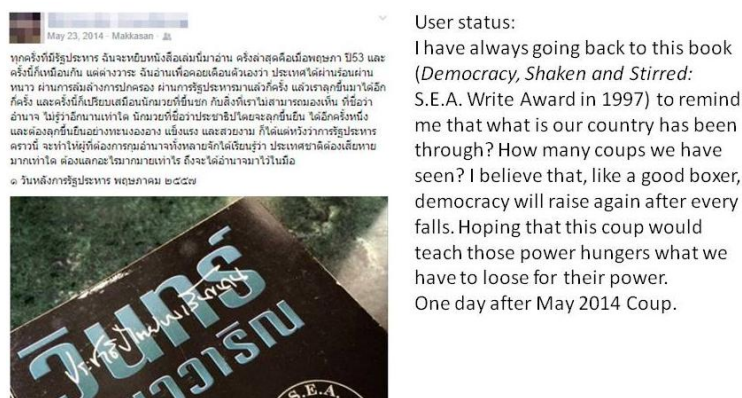 May 23, 2014 · Makkasan ·
ทุกครั้งที่มีรัฐประหาร ฉันจะหยิบหนังสือเล่มนี้มาอ่าน ครั้งล่าสุดคือเมื่อพฤษภา ปี53 และ
ครั้งนี้ก็เหมือนกัน แต่ต่างวาระ ฉันอ่านเพื่อคอยเตือนตัวเองว่า ประเทศได้ผ่านร้อนผ่าน
หนาว ผ่านการล้มล้างการปกครอง ผ่านการรัฐประหารมาแล้วกี่ครั้ง แล้วเราลุกขึ้นมาได้อีก
กี่ครั้ง และครั้งนี้ก็เปรียบเสมือนนักมวยที่ขึ้นชก กับสิ่งที่เราไม่สามารถมองเห็น ที่ชื่อว่า
อำนาจ ไม่รู้ว่าอีกนานเท่าใด นักมวยที่ชื่อว่าประชาธิปไตยจะลุกขึ้นยืน ได้อีกครั้งหนึ่ง
และต้องลุกขึ้นยืนอย่างทะนงองอาจ แข็งแรง และสวยงาม ก็ได้แต่หวังว่าการรัฐประหาร
คราวนี้ จะทำให้ผู้ที่ต้องการกุมอำนาจทั้งหลายจักได้เรียนรู้ว่า ประเทศชาติต้องเสียหาย
มากเท่าใด ต้องแลกอะไรมามากมายเท่าไร ถึงจะได้อำนาจมาไว้ในมือ
๑ วันหลังการรัฐประหาร พฤษภาคม ๒๕๕๗
วินทร์
ประชาธิปไตย
S.E.A.
User status:
I have always going back to this book
(Democracy, Shaken and Stirred:
S.E.A. Write Award in 1997) to remind
me that what is our country has been
through? How many coups we have
seen? I believe that, like a good boxer,
democracy will raise again after every
falls. Hoping that this coup would
teach those power hungers what we
have to loose for their power.
One day after May 2014 Coup.